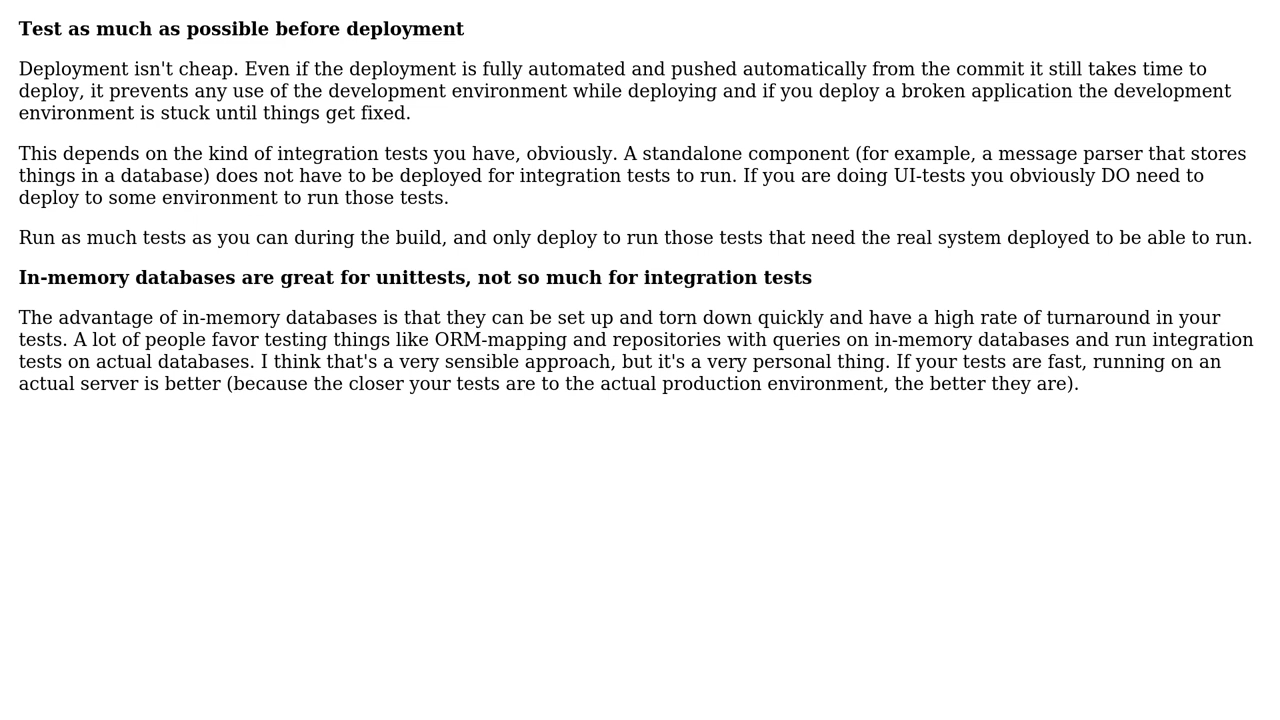 Test as much as possible before deployment
Deployment isn't cheap. Even if the deployment is fully automated and pushed automatically from the commit it still takes time to
deploy, it prevents any use of the development environment while deploying and if you deploy a broken application the development
environment is stuck until things get fixed.
This depends on the kind of integration tests you have, obviously. A standalone component (for example, a message parser that stores
things in a database) does not have to be deployed for integration tests to run. If you are doing UI-tests you obviously DO need to
deploy to some environment to run those tests.
Run as much tests as you can during the build, and only deploy to run those tests that need the real system deployed to be able to run.
In-memory databases are great for unittests, not so much for integration tests
The advantage of in-memory databases is that they can be set up and torn down quickly and have a high rate of turnaround in your
tests. A lot of people favor testing things like ORM-mapping and repositories with queries on in-memory databases and run integration
tests on actual databases. I think that's a very sensible approach, but it's a very personal thing. If your tests are fast, running on an
actual server is better (because the closer your tests are to the actual production environment, the better they are).